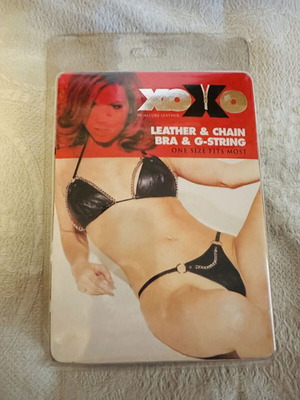 XOXO
LEATHER & CHAIN
BRA & G-STRING
ONE SIZE FITS MOST